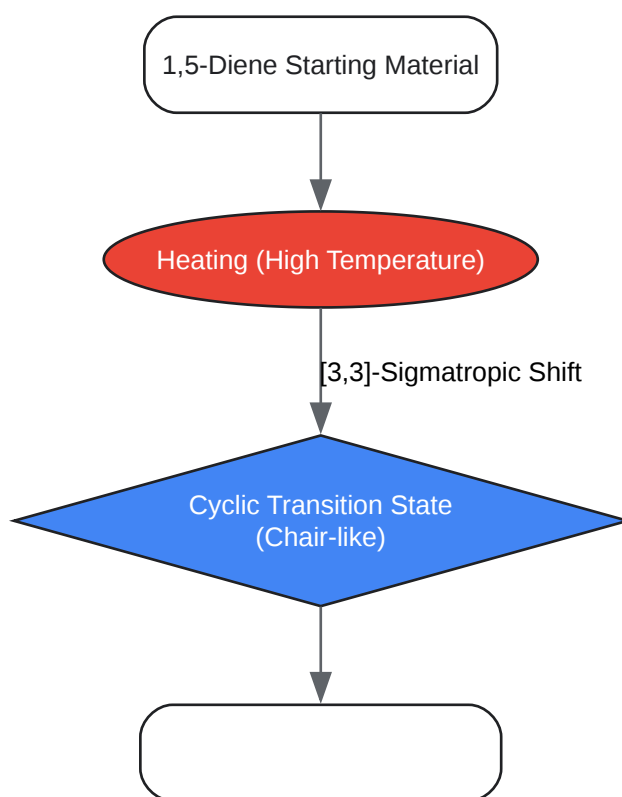 1,5-Diene Starting Material
Heating (High Temperature)
[3,3]-Sigmatropic Shift
Cyclic Transition State
(Chair-like)